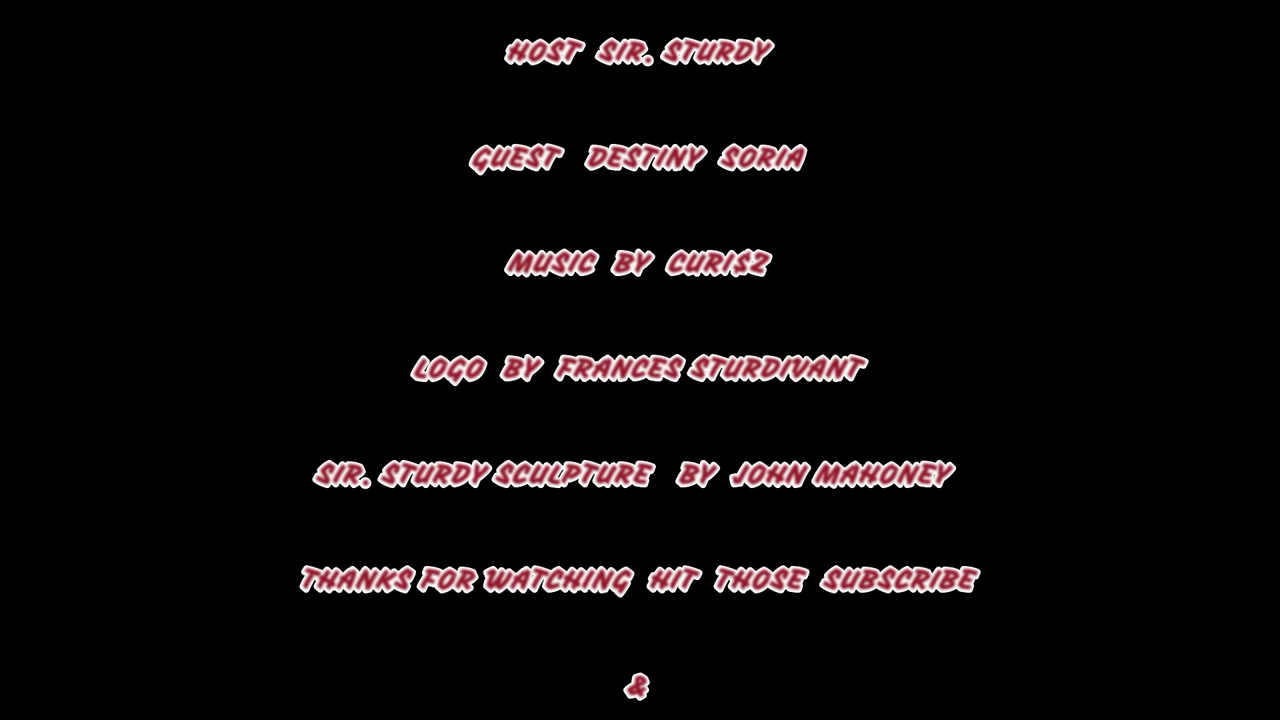 HOST SIR. STURDY
GUEST DESTINY SORIA
MUSIC BY CURI$Z
LOGO BY FRANCES STURDIVANT
SIR. STURDY SCULPTURE BY JOHN MAHONEY
THANKS FOR WATCHING HIT THOSE SUBSCRIBE
&